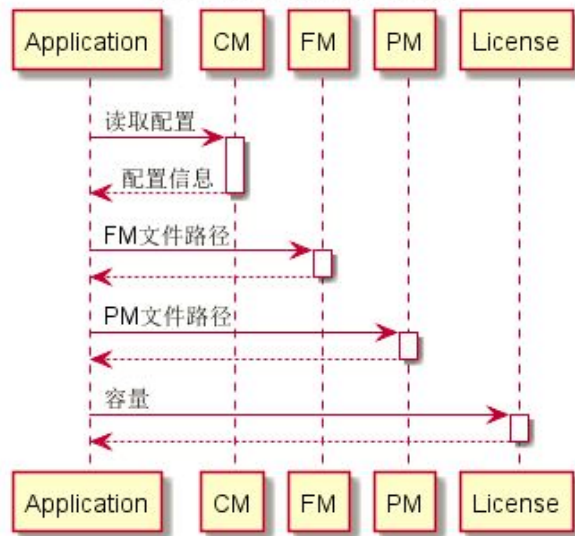 Application CM FM PM License
读取配置
配置信息
FM文件路径
PM文件路径
容量
Application CM FM PM License